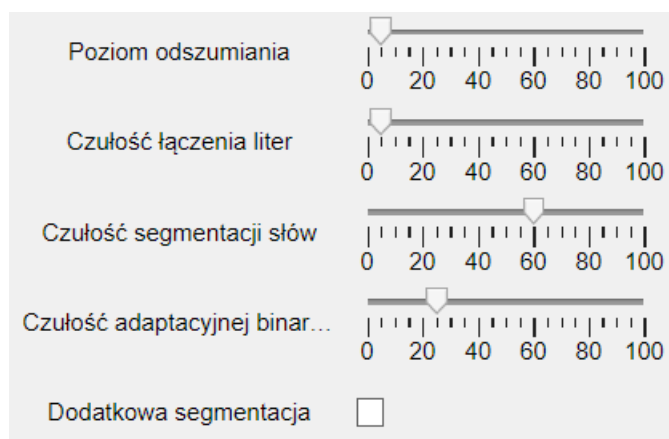 Poziom odszumiania
0 20 40 60 80 100
Czułość łączenia liter
0 20 40 60 80 100
Czułość segmentacji słów
0 20 40 60 80 100
Czułość adaptacyjnej binar...
0 20 40 60 80 100
Dodatkowa segmentacja